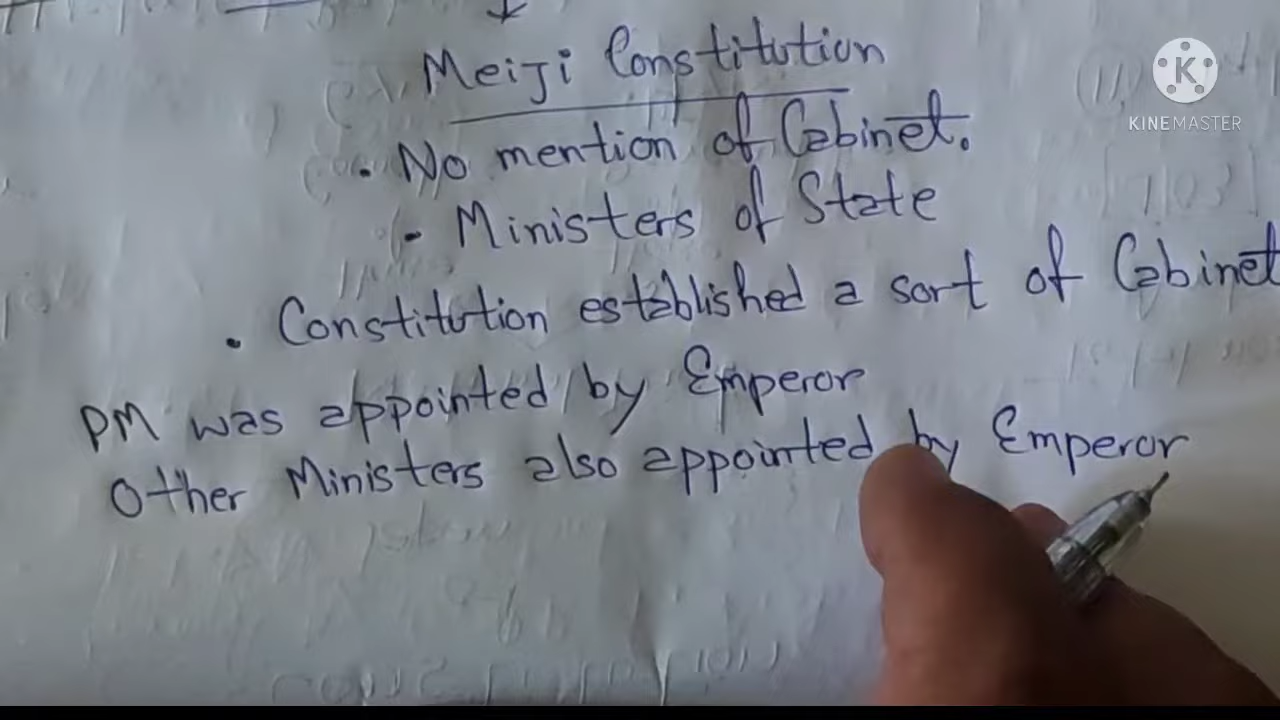 Meiji Constitution
KINEMASTER
. No mention of Cabinet.
- Ministers of State
. Constitution established a sort of Cabinet
PM was appointed by Emperor
Other Ministers also appointed by Emperor